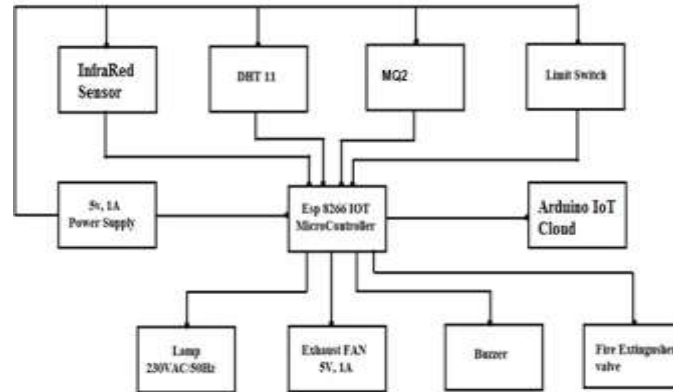 InfraRed
Sensor
DHT 11
MQ2
Limit Switch
5v, 1A
Power Supply
Esp 8266 IOT
MicroController
Arduino IoT
Cloud
Lamp
230VAC/50Hz
Exhaust FAN
5V, 1A
Buzzer
Fire Extinguisher
valve